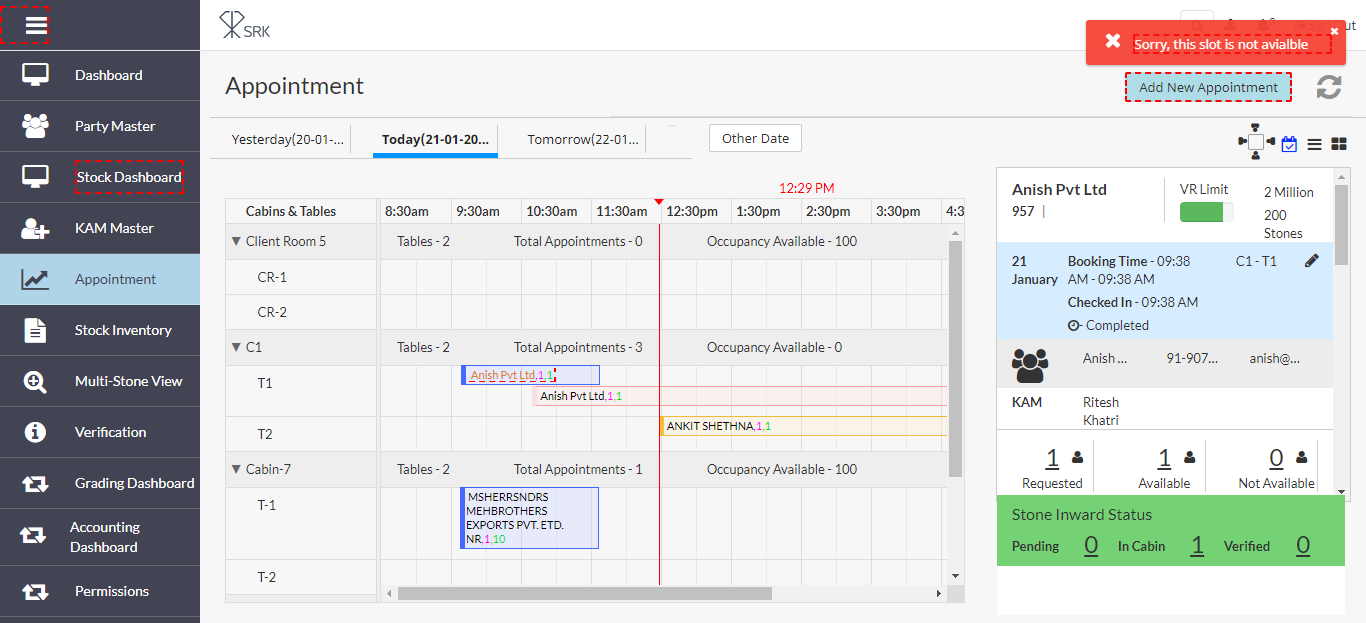 SRK
Sign out
Sorry, this slot is not avialble
Dashboard
Party Master
Stock Dashboard
KAM Master
Appointment
Stock Inventory
Multi-Stone View
Verification
Grading Dashboard
Accounting
Dashboard
Permissions
Appointment
Add New Appointment
Yesterday(20-01-...
Today(21-01-20...
Tomorrow(22-01...
Other Date
12:29 PM
Cabins & Tables
8:30am 9:30am 10:30am 11:30am 12:30pm 1:30pm 2:30pm 3:30pm 4:3
Client Room 5 Tables - 2 Total Appointments - 0 Occupancy Available - 100
CR-1
CR-2
C1 Tables - 2 Total Appointments - 3 Occupancy Available - 0
T1
Anish Pvt Ltd,1,1
Anish Pvt Ltd,1,1
T2
ANKIT SHETHNA,1,1
Cabin-7 Tables - 2 Total Appointments - 1 Occupancy Available - 100
T-1
MSHERRSNDRS
MEHBROTHERS
EXPORTS PVT. ETD.
NR,1,10
T-2
Anish Pvt Ltd
957 |
VR Limit
2 Million
200
Stones
21
January
Booking Time - 09:38
AM - 09:38 AM
C1 - T1
Checked In - 09:38 AM
- Completed
Anish ... 91-907... anish@...
KAM
Ritesh
Khatri
1
Requested
1
Available
0
Not Available
Stone Inward Status
Pending 0 In Cabin 1 Verified 0